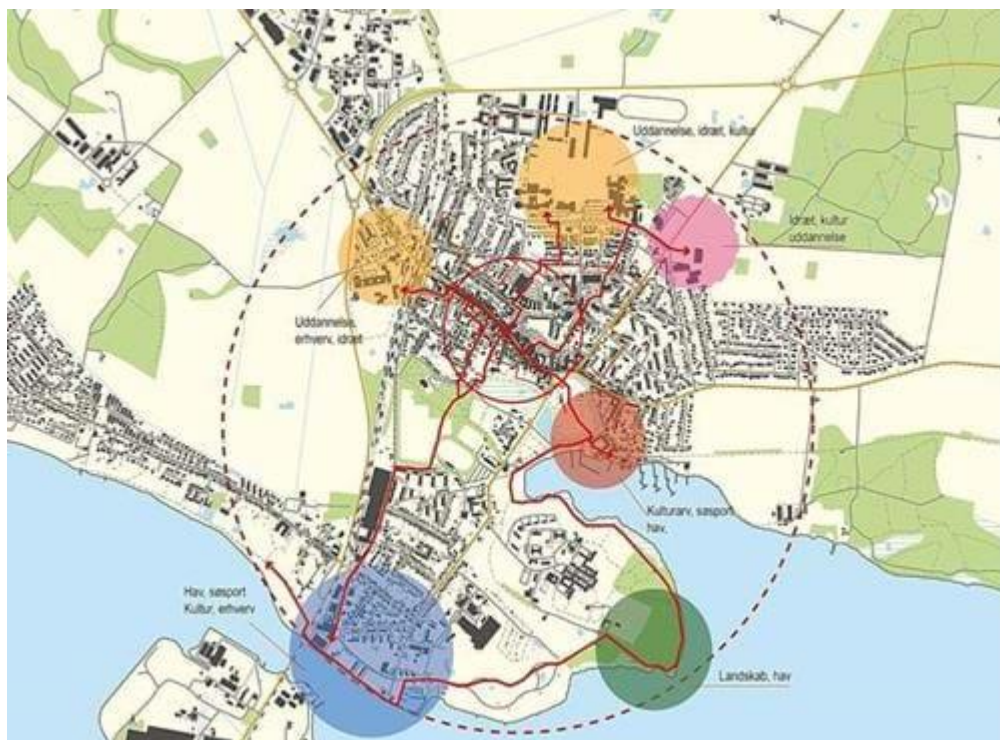 Uddannelse, idræt, kultur
Idræt, kultur
uddannelse
Uddannelse,
erhverv, idræt
Kulturarv, søsport
hav,
Hav, søsport
Kultur, erhverv
Landskab, hav